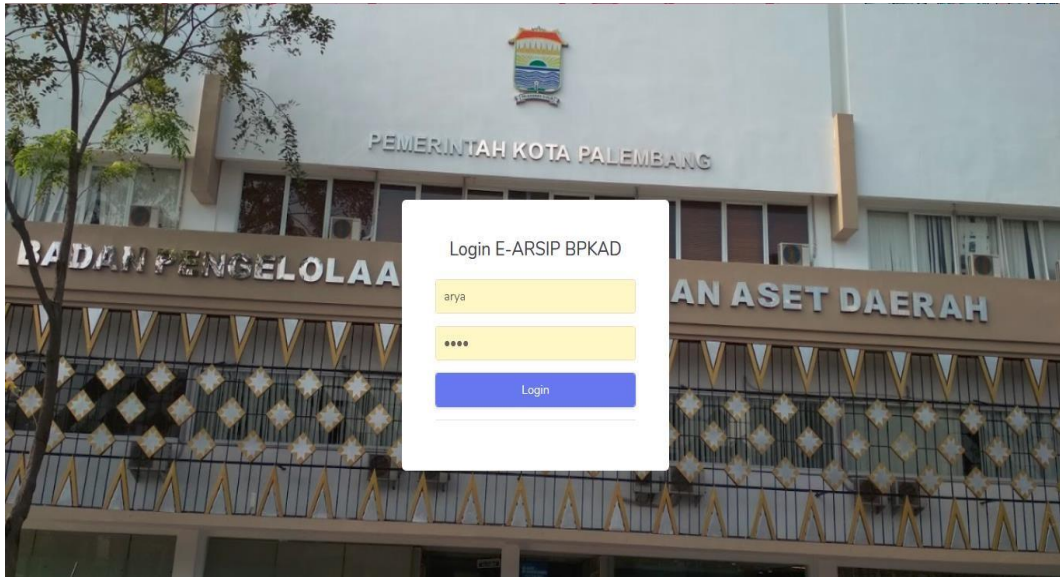 PEMERINTAH KOTA PALEMBANG
BADAN PENGELOLAA
AN ASET DAERAH
Login E-ARSIP BPKAD
arya
••••
Login